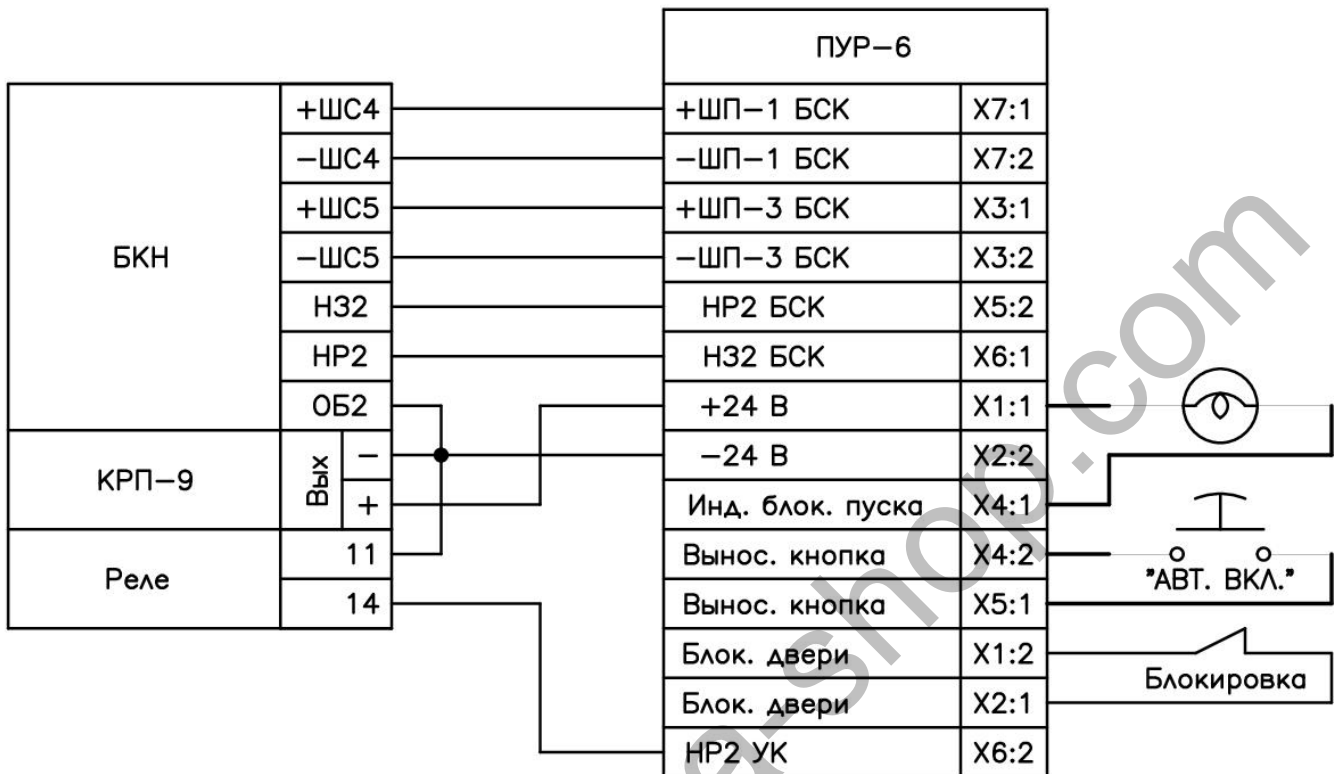 ПУР-6
+ШС4 +ШП-1 БСК X7:1
-ШС4 -ШП-1 БСК X7:2
+ШС5 +ШП-3 БСК X3:1
БКН -ШС5 -ШП-3 БСК X3:2
НЗ2 НР2 БСК X5:2
НР2 НЗ2 БСК X6:1
ОБ2 +24 В X1:1
КРП-9 Вых - -24 В X2:2
+ Инд. блок. пуска X4:1
Реле 11 Вынос. кнопка X4:2
"АВТ. ВКЛ."
14 Вынос. кнопка X5:1
Блок. двери X1:2
Блокировка
Блок. двери X2:1
НР2 УК X6:2
a-shop.com